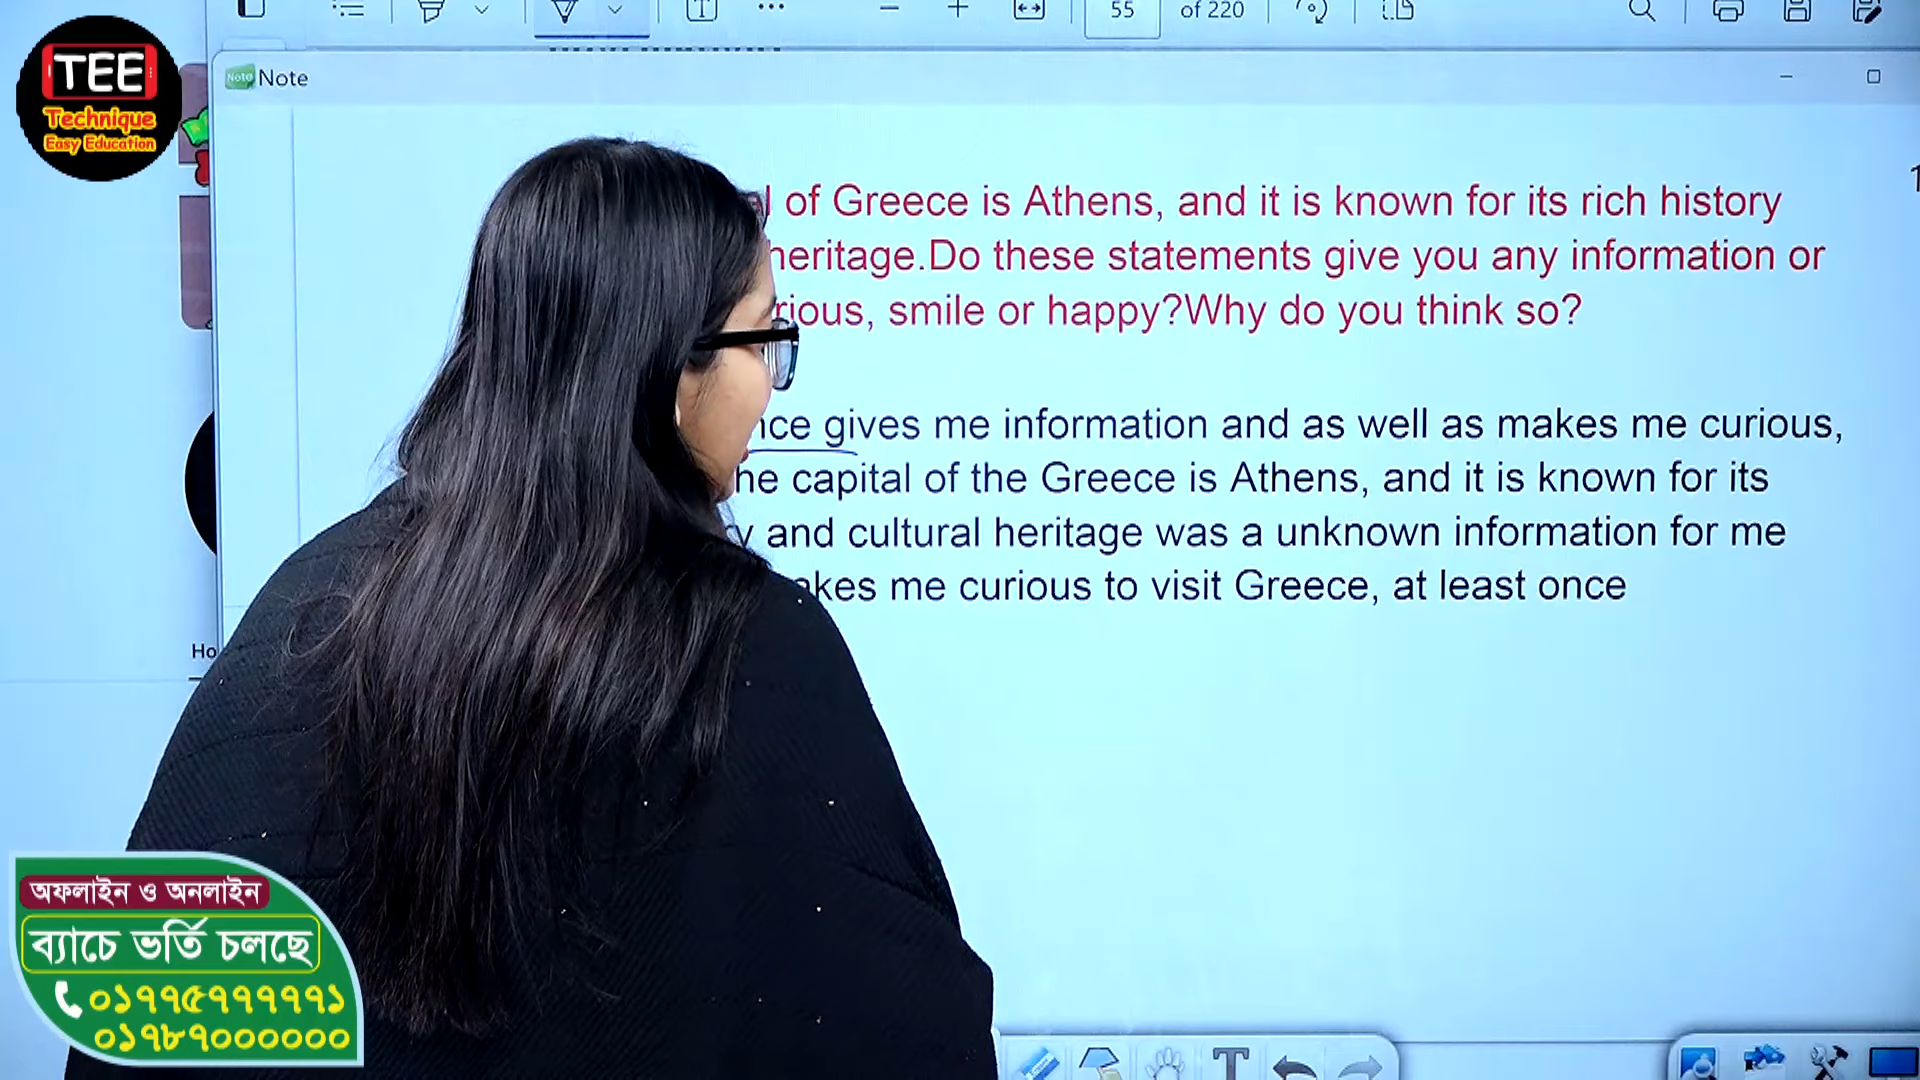 55 of 220
TEE
Technique
Easy Education
Note
of Greece is Athens, and it is known for its rich history
heritage.Do these statements give you any information or
smile or happy?Why do you think so?
gives me information and as well as makes me curious,
capital of the Greece is Athens, and it is known for its
and cultural heritage was a unknown information for me
me curious to visit Greece, at least once
অফলাইন ও অনলাইন
ব্যাচে ভর্তি চলছে
০১৭৭৫৭৭৭৭৭১
০১৭৮৭০০০০০০